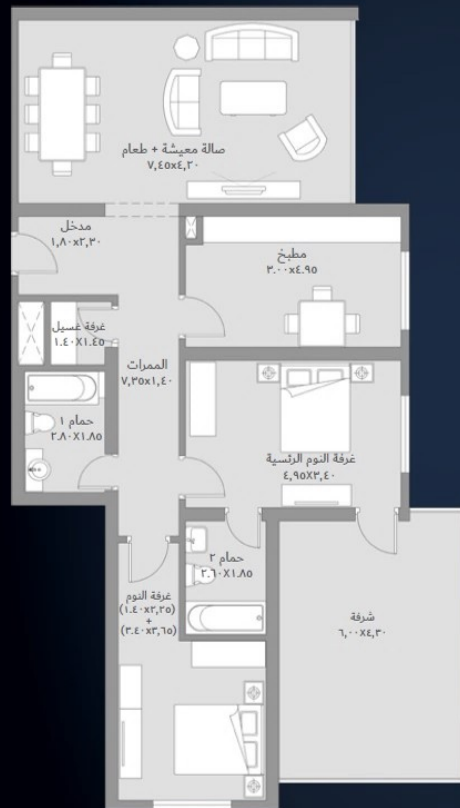 صالة معيشة + طعام
٧,٤٥x٤,٢٠
مدخل
١,٨٠x٢,٣٠
مطبخ
٣.٠٠x٤.٩٥
غرفة غسيل
١.٤٠X١.٤٥
الممرات
٧,٣٥x١,٤٠
حمام ١
٢.٨٠X١.٨٥
غرفة النوم الرئسية
٤,٩٥X٣,٤٠
حمام ٢
٢.٦٠X١.٨٥
غرفة النوم
(١.٤٠x٢,٢٥)
+
(٣.٤٠x٣,٦٥)
شرفة
٦,٠٠x٤,٣٠